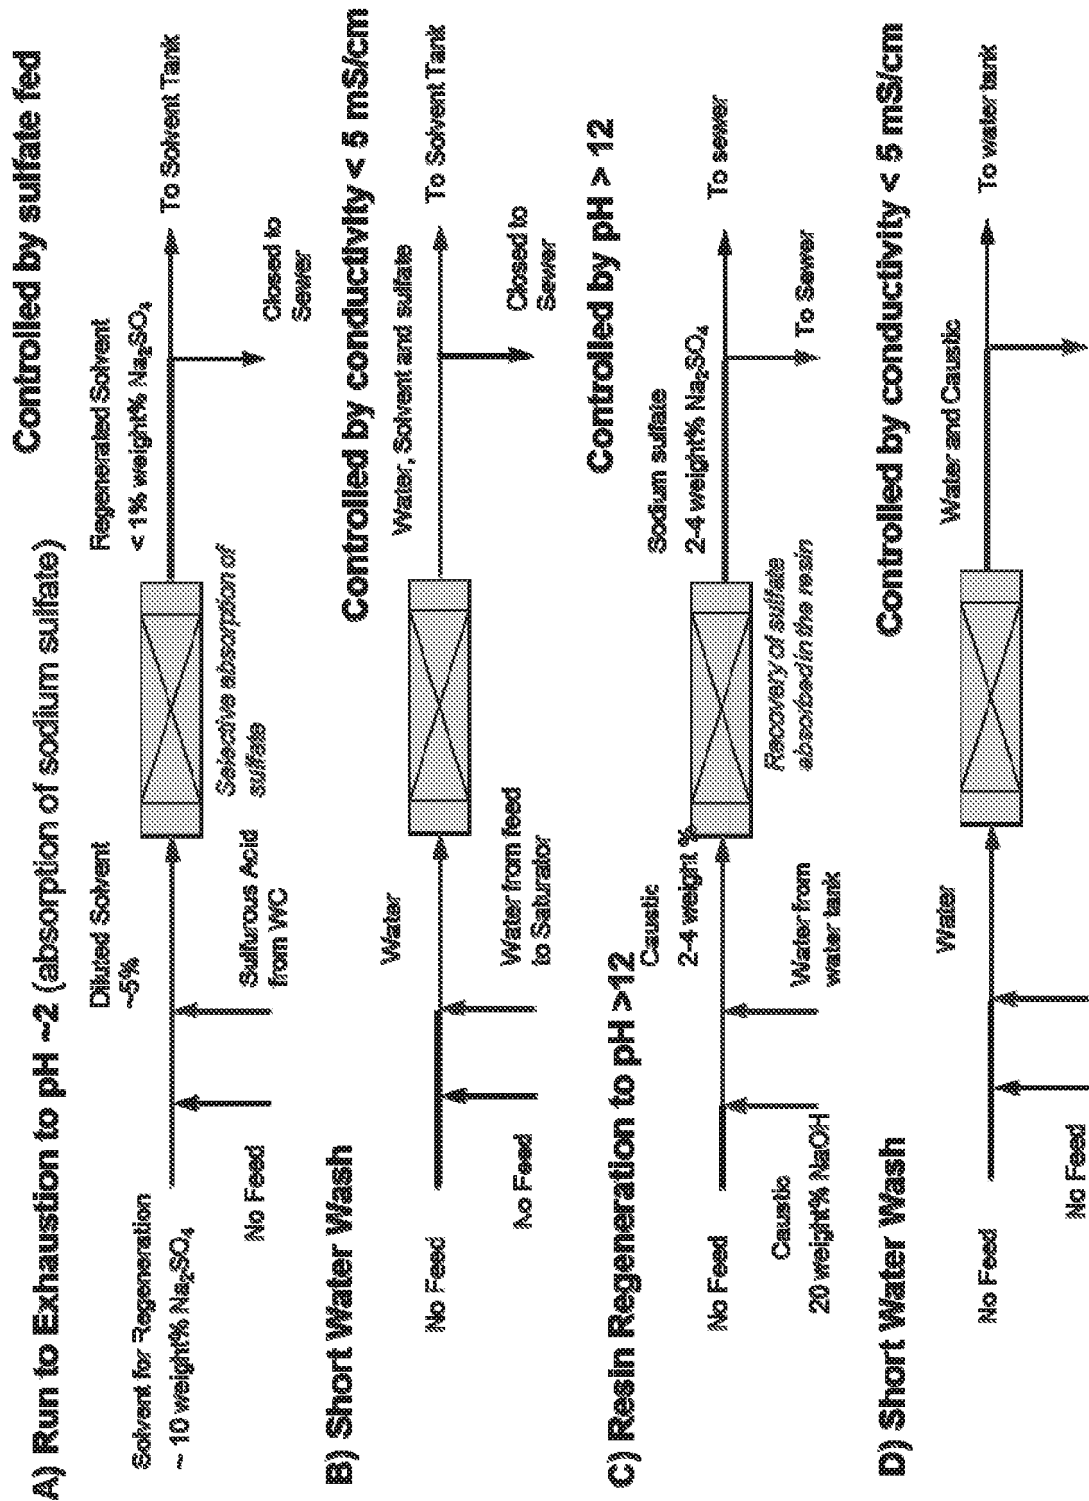 A) Run to Exhaustion to pH ~2 (absorption of sodium sulfate)
Controlled by sulfate fed
Solvent for Regeneration
~ 10 weight% Na₂SO₄
No Feed
Diluted Solvent
~5%
Sulfurous Acid
from WC
Selective absorption of
sulfate
Regenerated Solvent
< 1% weight% Na₂SO₄
To Solvent Tank
Closed to
Sewer
B) Short Water Wash
Controlled by conductivity < 5 mS/cm
No Feed
No Feed
Water
Water from feed
to Saturator
Water, Solvent and sulfate
To Solvent Tank
Closed to
Sewer
C) Resin Regeneration to pH >12
Controlled by pH > 12
No Feed
Caustic
20 weight% NaOH
Caustic
2-4 weight %
Water from
water tank
Recovery of sulfate
absorbed in the resin
Sodium sulfate
2-4 weight% Na₂SO₄
To sewer
To Sewer
D) Short Water Wash
Controlled by conductivity < 5 mS/cm
No Feed
No Feed
Water
Water and Caustic
To water tank